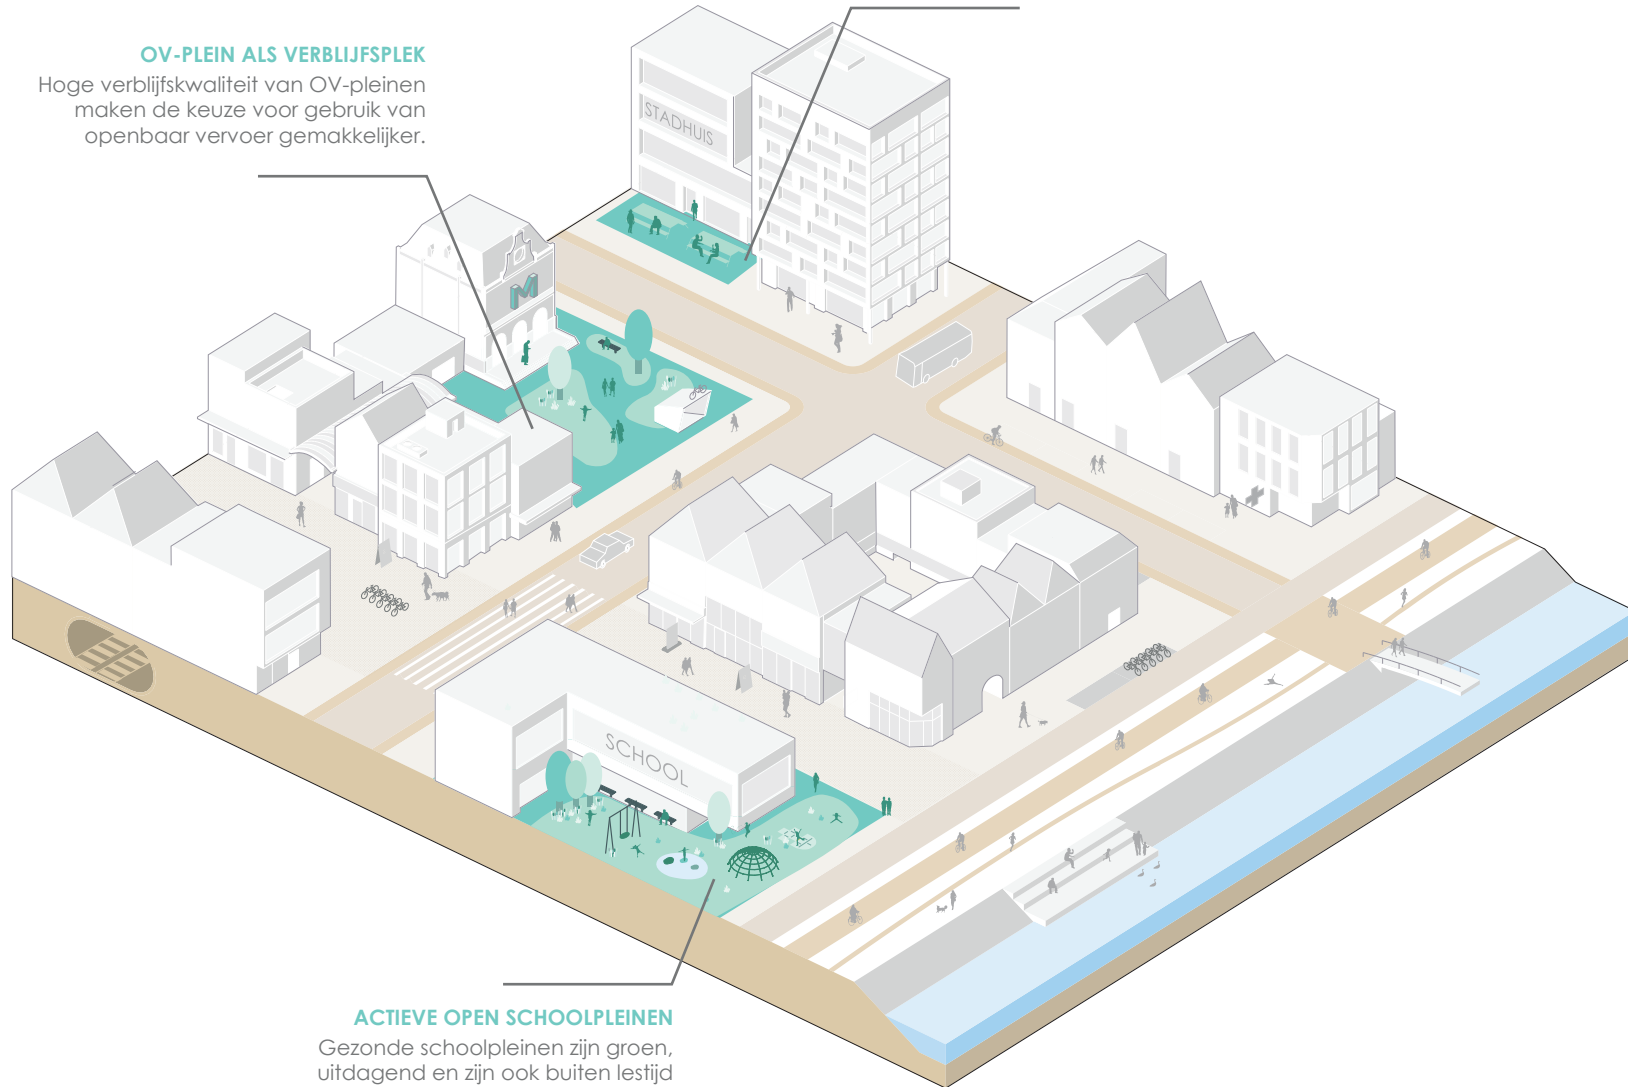 OV-PLEIN ALS VERBLIJFSPLEK
Hoge verblijfskwaliteit van OV-pleinen
maken de keuze voor gebruik van
openbaar vervoer gemakkelijker.
STADHUIS
M
SCHOOL
ACTIEVE OPEN SCHOOLPLEINEN
Gezonde schoolpleinen zijn groen,
uitdagend en zijn ook buiten lestijd